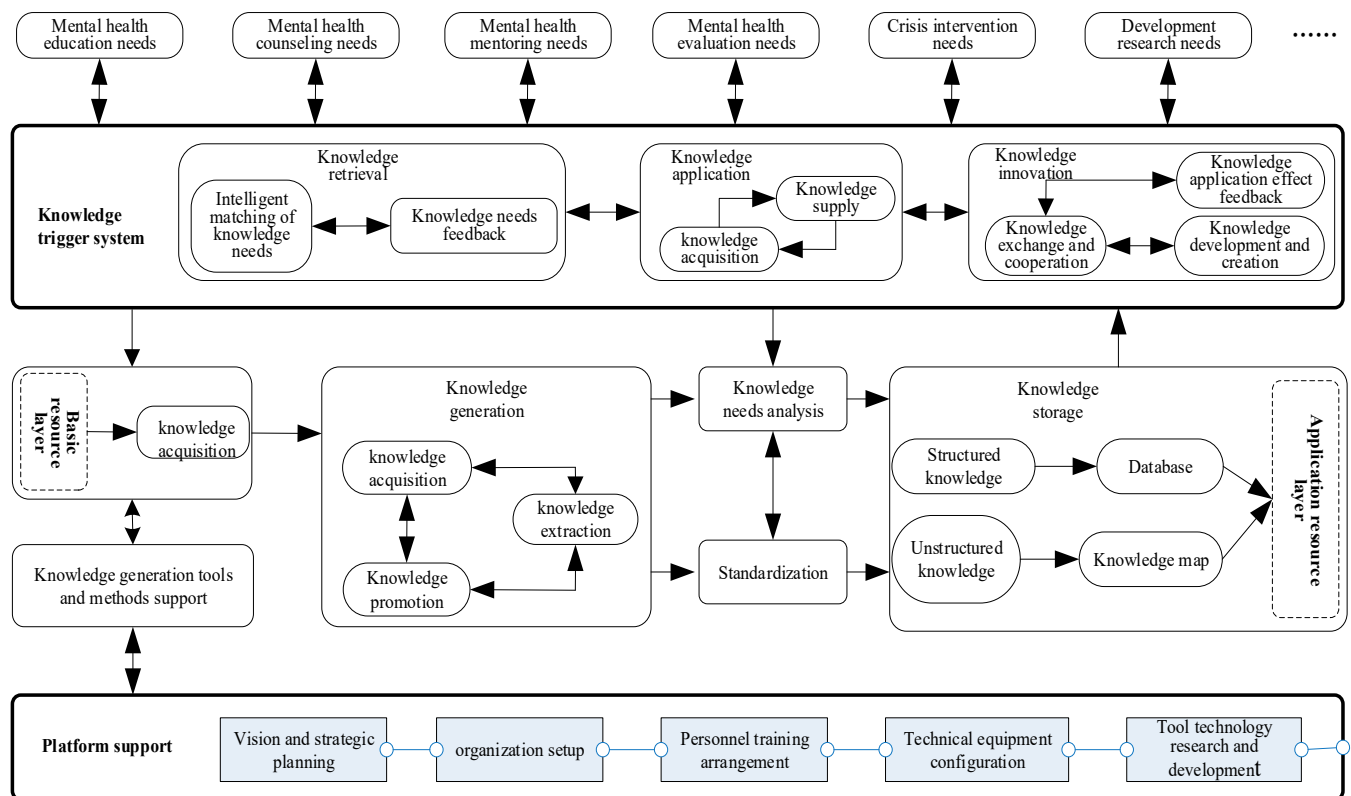 Mental health
education needs
Mental health
counseling needs
Mental health
mentoring needs
Mental health
evaluation needs
Crisis intervention
needs
Development
research needs
......
Knowledge
trigger system
Knowledge
retrieval
Intelligent
matching of
knowledge
needs
Knowledge needs
feedback
Knowledge
application
Knowledge
supply
knowledge
acquisition
Knowledge
innovation
Knowledge
application effect
feedback
Knowledge
exchange and
cooperation
Knowledge
development and
creation
Basic
resource
layer
knowledge
acquisition
Knowledge
generation
knowledge
acquisition
knowledge
extraction
Knowledge
promotion
Knowledge
needs analysis
Standardization
Knowledge
storage
Structured
knowledge
Database
Unstructured
knowledge
Knowledge map
Application resource
layer
Knowledge generation tools
and methods support
Platform support
Vision and strategic
planning
organization setup
Personnel training
arrangement
Technical equipment
configuration
Tool technology
research and
development